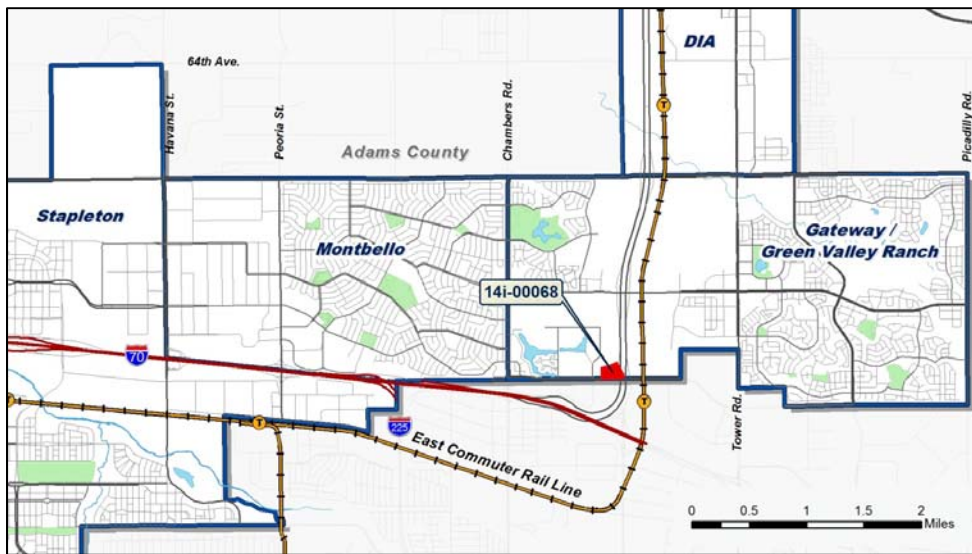 DIA
64th Ave.
Havana St.
Peoria St.
Chambers Rd.
Picadilly Rd.
T
Adams County
Stapleton
Montbello
Gateway /
Green Valley Ranch
14i-00068
70
T
T
225
Tower Rd.
East Commuter Rail Line
0 0.5 1 1.5 2
Miles